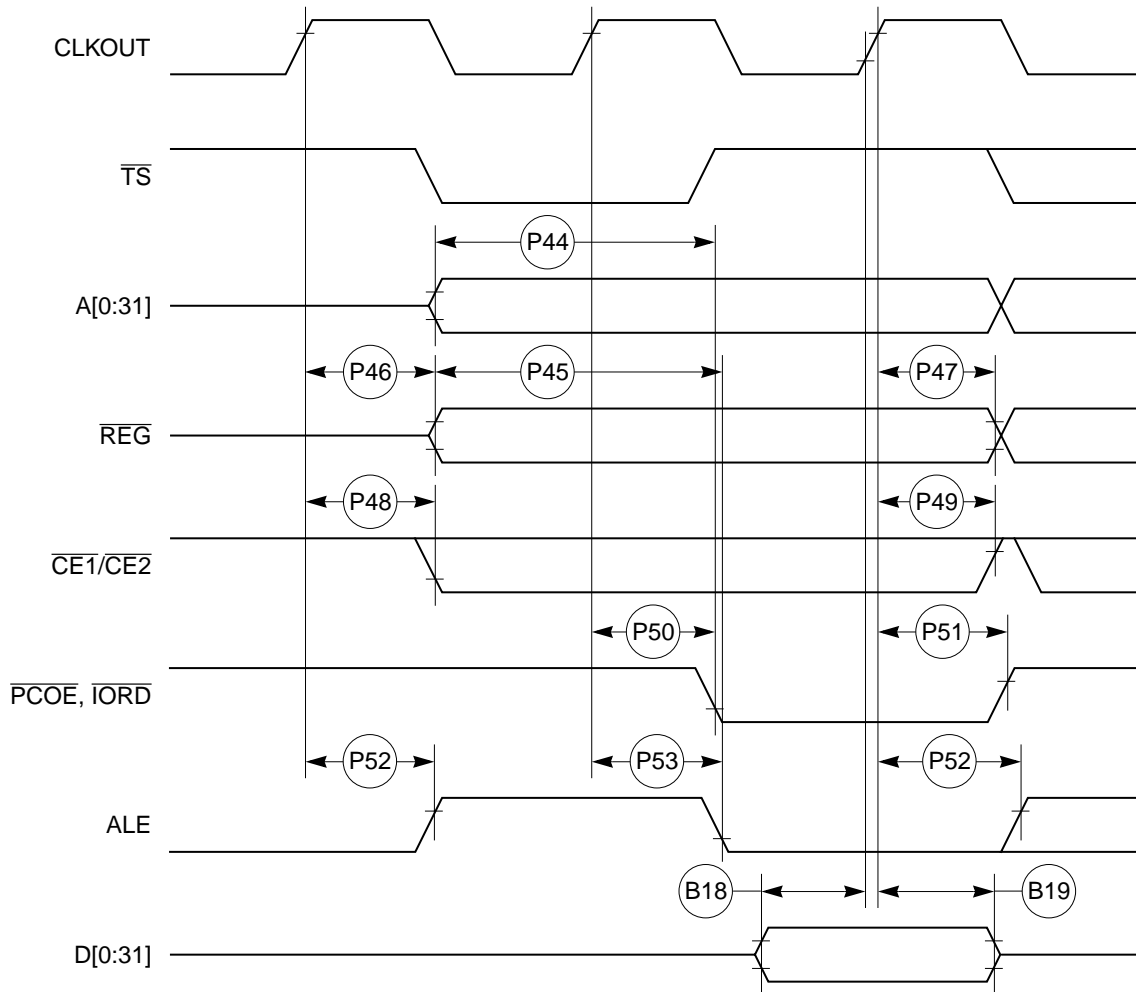 CLKOUT
TS
P44
A[0:31]
P46 P45 P47
REG
P48 P49
CE1/CE2
P50 P51
PCOE, IORD
P52 P53 P52
ALE
B18 B19
D[0:31]